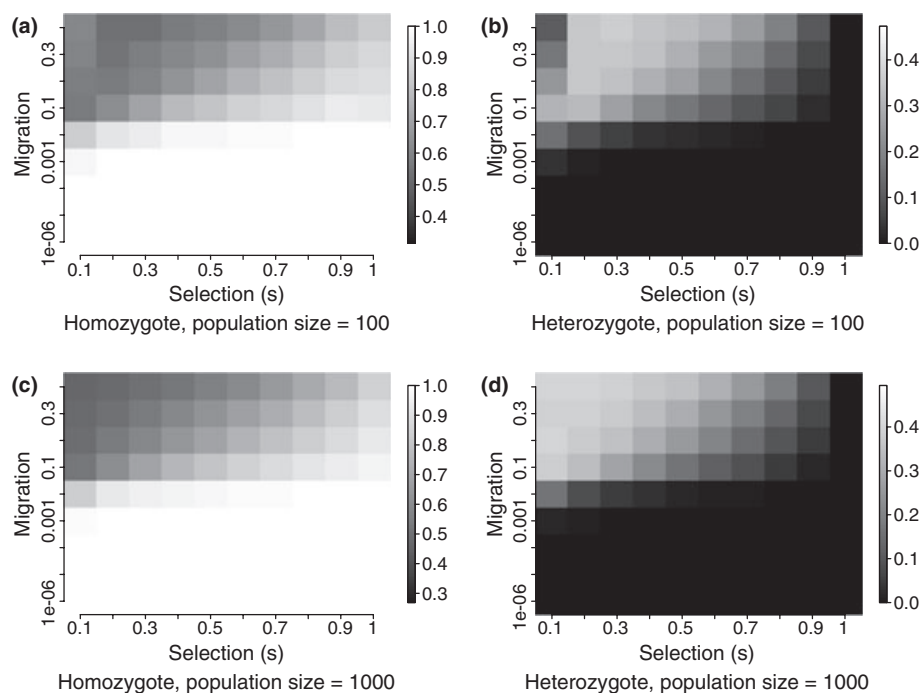 (a)
Migration
0.3
0.1
0.001
1e-06
0.1 0.3 0.5 0.7 0.9 1
Selection (s)
Homozygote, population size = 100
1.0
0.9
0.8
0.7
0.6
0.5
0.4
(b)
Migration
0.3
0.1
0.001
1e-06
0.1 0.3 0.5 0.7 0.9 1
Selection (s)
Heterozygote, population size = 100
0.4
0.3
0.2
0.1
0.0
(c)
Migration
0.3
0.1
0.001
1e-06
0.1 0.3 0.5 0.7 0.9 1
Selection (s)
Homozygote, population size = 1000
1.0
0.9
0.8
0.7
0.6
0.5
0.4
0.3
(d)
Migration
0.3
0.1
0.001
1e-06
0.1 0.3 0.5 0.7 0.9 1
Selection (s)
Heterozygote, population size = 1000
0.4
0.3
0.2
0.1
0.0